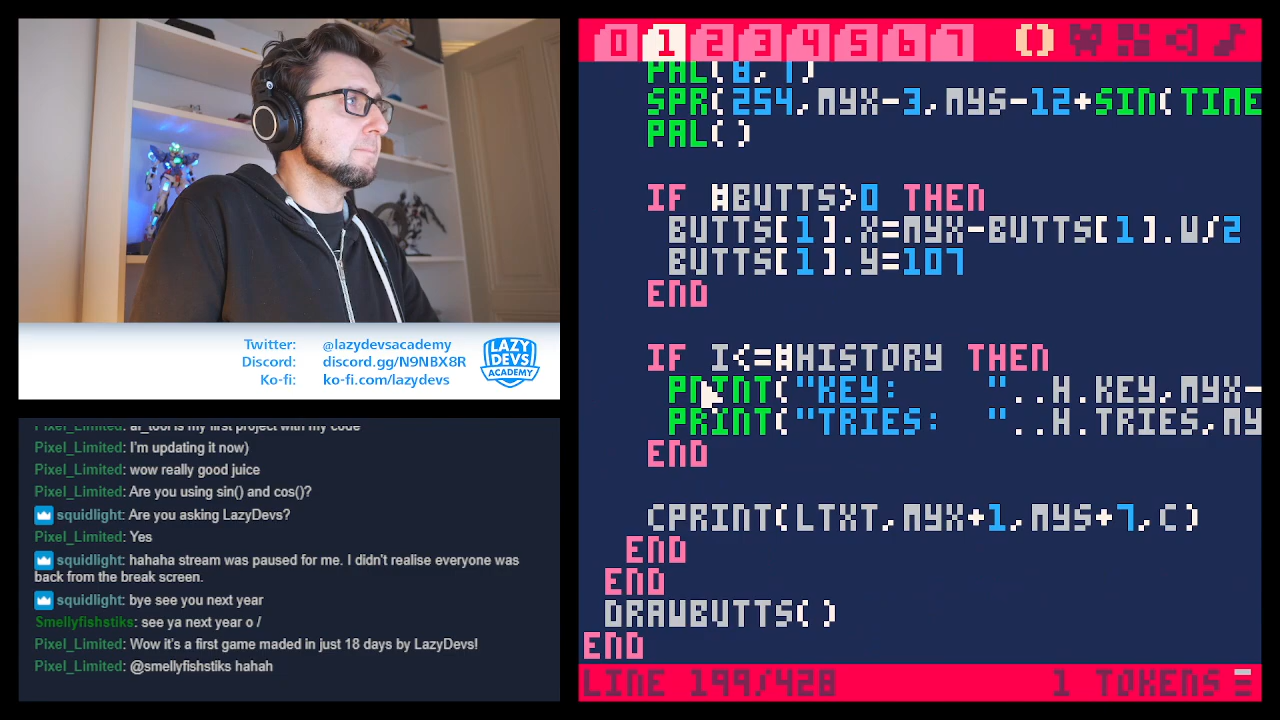 Twitter: @lazydevsacademy
Discord: discord.gg/N9NBX8R
Ko-fi: ko-fi.com/lazydevs
LAZY
DEVS
ACADEMY
Pixel_Limited: I'm updating it now)
Pixel_Limited: wow really good juice
Pixel_Limited: Are you using sin() and cos()?
squidlight: Are you asking LazyDevs?
Pixel_Limited: Yes
squidlight: hahaha stream was paused for me. I didn't realise everyone was
back from the break screen.
squidlight: bye see you next year
Smellyfishstiks: see ya next year o /
Pixel_Limited: Wow it's a first game maded in just 18 days by LazyDevs!
Pixel_Limited: @smellyfishstiks hahah
0 1 2 3 4 5 6 7
SPR(254,MYX-3,MYS-12+SIN(TIME
PAL()
IF #BUTTS>0 THEN
BUTTS[1].X=MYX-BUTTS[1].W/2
BUTTS[1].Y=107
END
IF I<=#HISTORY THEN
PRINT("KEY:     "..H.KEY,MYX-
PRINT("TRIES:  "..H.TRIES,MY
END
CPRINT(LTXT,MYX+1,MYS+7,C)
END
END
DRAWBUTTS()
END
LINE 199/428 1 TOKENS